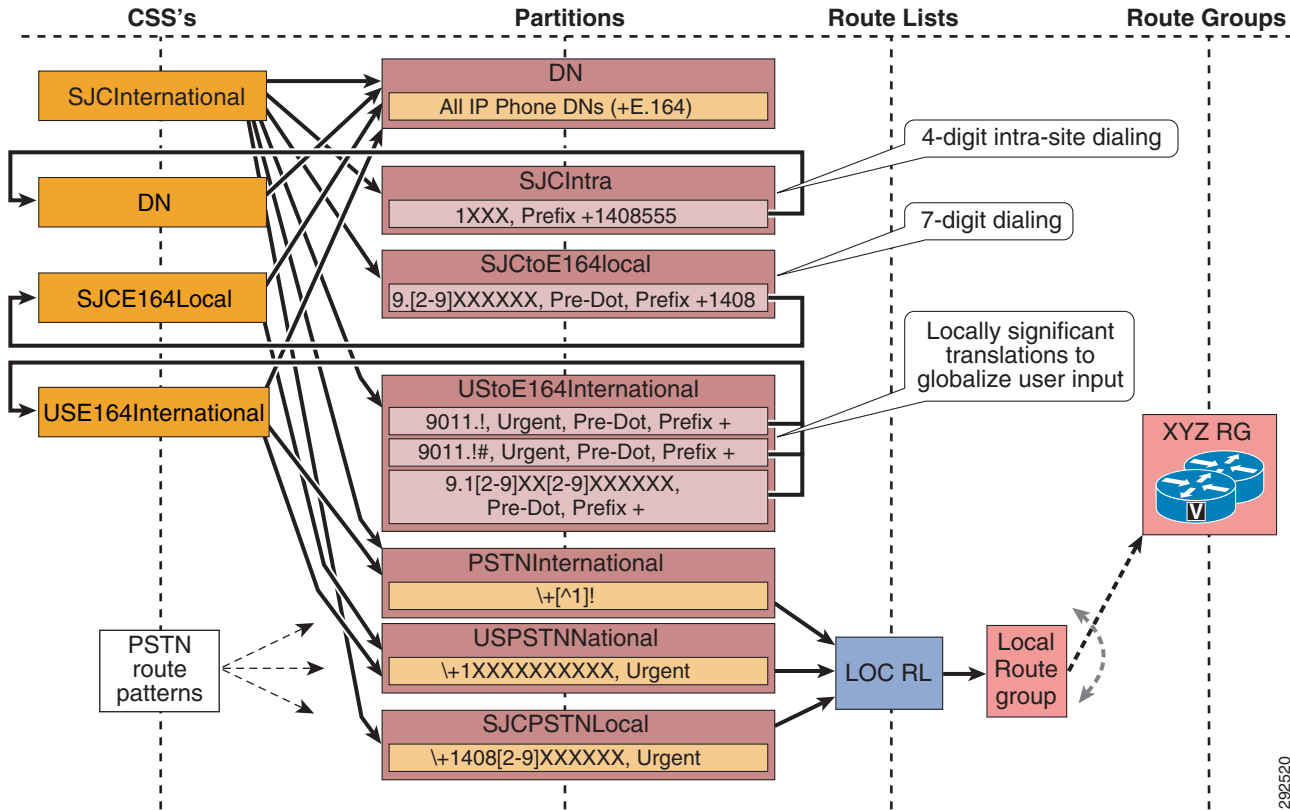 CSS's
Partitions
Route Lists
Route Groups
SJCInternational
DN
SJCE164Local
USE164International
PSTN
route
patterns
DN
All IP Phone DNs (+E.164)
SJCIntra
1XXX, Prefix +1408555
SJCtoE164local
9.[2-9]XXXXXX, Pre-Dot, Prefix +1408
UStoE164International
9011.!, Urgent, Pre-Dot, Prefix +
9011.!#, Urgent, Pre-Dot, Prefix +
9.1[2-9]XX[2-9]XXXXXX,
Pre-Dot, Prefix +
PSTNInternational
\+[^1]!
USPSTNNational
\+1XXXXXXXXXX, Urgent
SJCPSTNLocal
\+1408[2-9]XXXXXX, Urgent
4-digit intra-site dialing
7-digit dialing
Locally significant
translations to
globalize user input
LOC RL
Local
Route
group
XYZ RG
V
292520